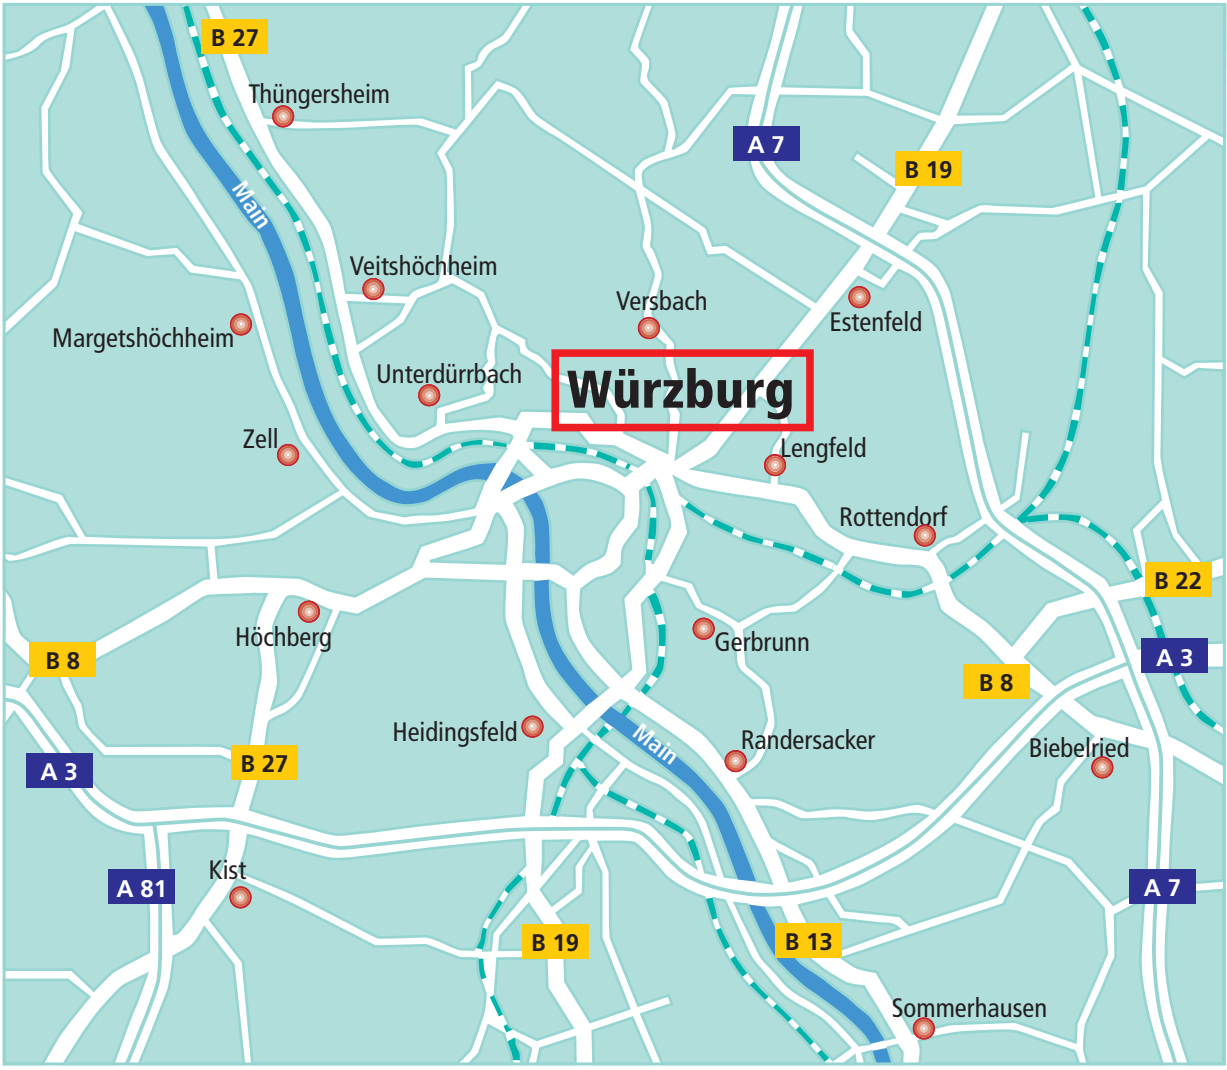 B 27
Thüngersheim
A 7
B 19
Main
Veitshöchheim
Versbach
Estenfeld
Margetshöchheim
Unterdürrbach
Würzburg
Zell
Lengfeld
Rottendorf
B 22
Höchberg
Gerbrunn
B 8
A 3
B 8
Heidingsfeld
Main
Randersacker
Biebelried
A 3
B 27
Kist
A 81
A 7
B 19
B 13
Sommerhausen